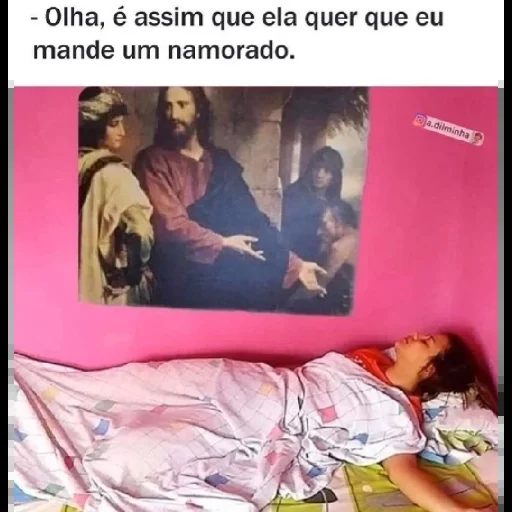 - Olha, é assim que ela quer que eu
mande um namorado.
a.dilminha